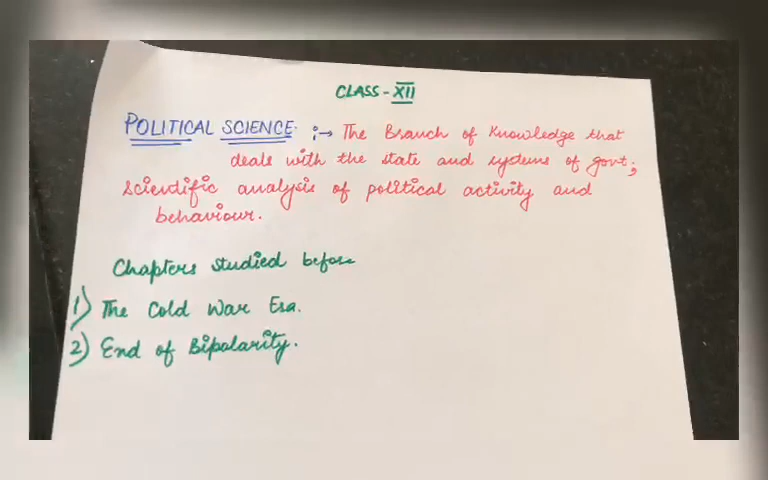 CLASS - XII
POLITICAL SCIENCE :→ The Branch of Knowledge that
deals with the state and systems of govt;
Scientific analysis of political activity and
behaviour.
Chapters studied before
1) The Cold War Era.
2) End of Bipolarity.